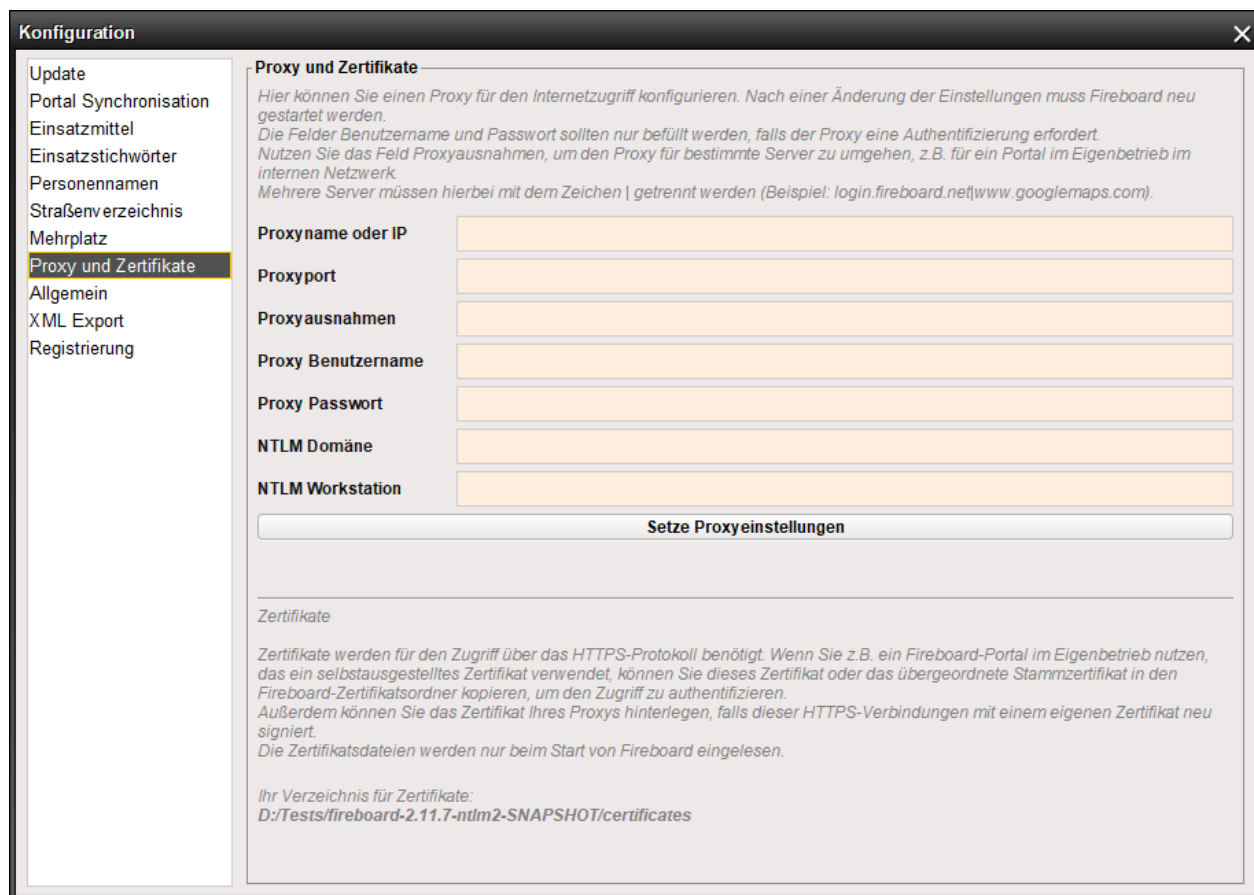 Konfiguration
Update
Portal Synchronisation
Einsatzmittel
Einsatzstichwörter
Personennamen
Straßenverzeichnis
Mehrplatz
Proxy und Zertifikate
Allgemein
XML Export
Registrierung
Proxy und Zertifikate
Hier können Sie einen Proxy für den Internetzugriff konfigurieren. Nach einer Änderung der Einstellungen muss Fireboard neu
gestartet werden.
Die Felder Benutzername und Passwort sollten nur befüllt werden, falls der Proxy eine Authentifizierung erfordert.
Nutzen Sie das Feld Proxyausnahmen, um den Proxy für bestimmte Server zu umgehen, z.B. für ein Portal im Eigenbetrieb im
internen Netzwerk.
Mehrere Server müssen hierbei mit dem Zeichen | getrennt werden (Beispiel: login.fireboard.net|www.googlemaps.com).
Proxyname oder IP
Proxyport
Proxyausnahmen
Proxy Benutzername
Proxy Passwort
NTLM Domäne
NTLM Workstation
Setze Proxyeinstellungen
Zertifikate
Zertifikate werden für den Zugriff über das HTTPS-Protokoll benötigt. Wenn Sie z.B. ein Fireboard-Portal im Eigenbetrieb nutzen,
das ein selbstausgestelltes Zertifikat verwendet, können Sie dieses Zertifikat oder das übergeordnete Stammzertifikat in den
Fireboard-Zertifikatsordner kopieren, um den Zugriff zu authentifizieren.
Außerdem können Sie das Zertifikat Ihres Proxys hinterlegen, falls dieser HTTPS-Verbindungen mit einem eigenen Zertifikat neu
signiert.
Die Zertifikatsdateien werden nur beim Start von Fireboard eingelesen.
Ihr Verzeichnis für Zertifikate:
D:/Tests/fireboard-2.11.7-ntlm2-SNAPSHOT/certificates